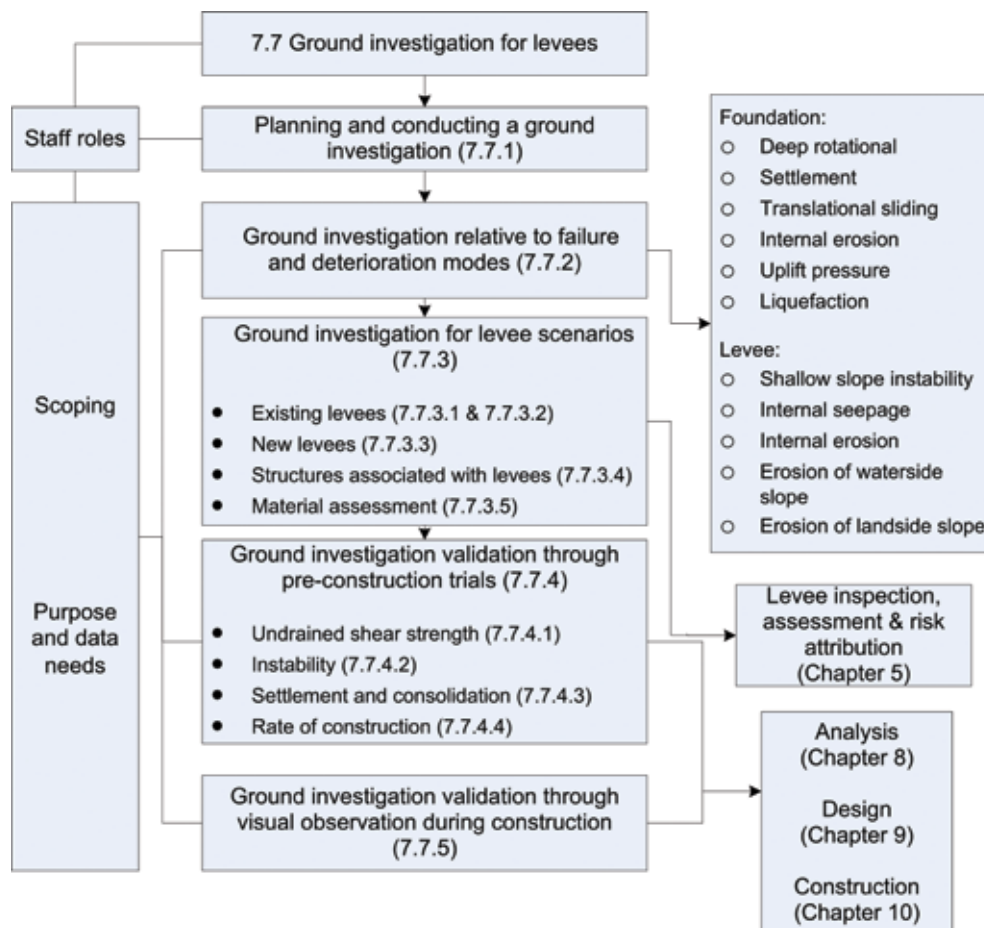 7.7 Ground investigation for levees
Staff roles
Planning and conducting a ground
investigation (7.7.1)
Scoping
Purpose
and data
needs
Ground investigation relative to failure
and deterioration modes (7.7.2)
Ground investigation for levee scenarios
(7.7.3)
● Existing levees (7.7.3.1 & 7.7.3.2)
● New levees (7.7.3.3)
● Structures associated with levees (7.7.3.4)
● Material assessment (7.7.3.5)
Ground investigation validation through
pre-construction trials (7.7.4)
● Undrained shear strength (7.7.4.1)
● Instability (7.7.4.2)
● Settlement and consolidation (7.7.4.3)
● Rate of construction (7.7.4.4)
Ground investigation validation through
visual observation during construction
(7.7.5)
Foundation:
○ Deep rotational
○ Settlement
○ Translational sliding
○ Internal erosion
○ Uplift pressure
○ Liquefaction
Levee:
○ Shallow slope instability
○ Internal seepage
○ Internal erosion
○ Erosion of waterside
slope
○ Erosion of landside slope
Levee inspection,
assessment & risk
attribution
(Chapter 5)
Analysis
(Chapter 8)
Design
(Chapter 9)
Construction
(Chapter 10)